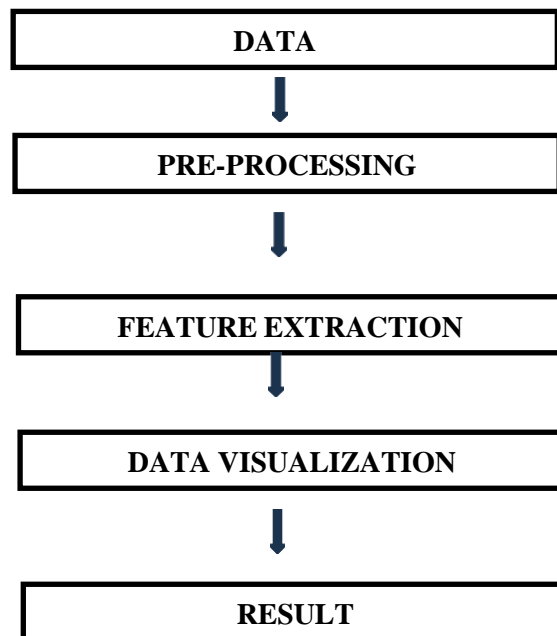 DATA
PRE-PROCESSING
FEATURE EXTRACTION
DATA VISUALIZATION
RESULT